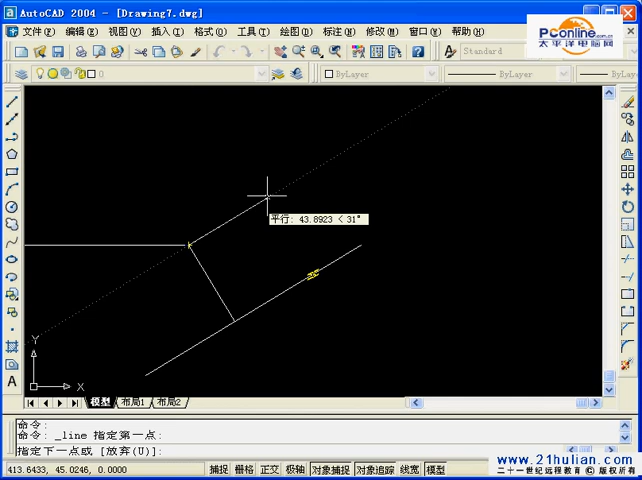 AutoCAD 2004 - [Drawing7.dwg]
文件(F) 编辑(E) 视图(V) 插入(I) 格式(O) 工具(T) 绘图(D) 标注(N) 修改(M) 窗口(W) 帮助(H)
PConline.com.cn
太平洋电脑网
Standard
0
ByLayer
ByLayer
ByLayer
平行: 43.8923 < 31°
Y
X
模型 布局1 布局2
命令:
命令: _line 指定第一点:
指定下一点或 [放弃(U)]:
413.6433, 45.0246, 0.0000
捕捉 栅格 正交 极轴 对象捕捉 对象追踪 线宽 模型
www.21hulian.com
二十一世纪远程教育